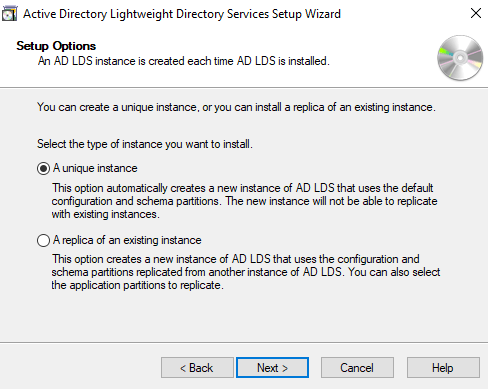 Active Directory Lightweight Directory Services Setup Wizard
Setup Options
An AD LDS instance is created each time AD LDS is installed.
You can create a unique instance, or you can install a replica of an existing instance.
Select the type of instance you want to install.
A unique instance
This option automatically creates a new instance of AD LDS that uses the default
configuration and schema partitions. The new instance will not be able to replicate
with existing instances.
A replica of an existing instance
This option creates a new instance of AD LDS that uses the configuration and
schema partitions replicated from another instance of AD LDS. You can also select
the application partitions to replicate.
< Back
Next >
Cancel
Help